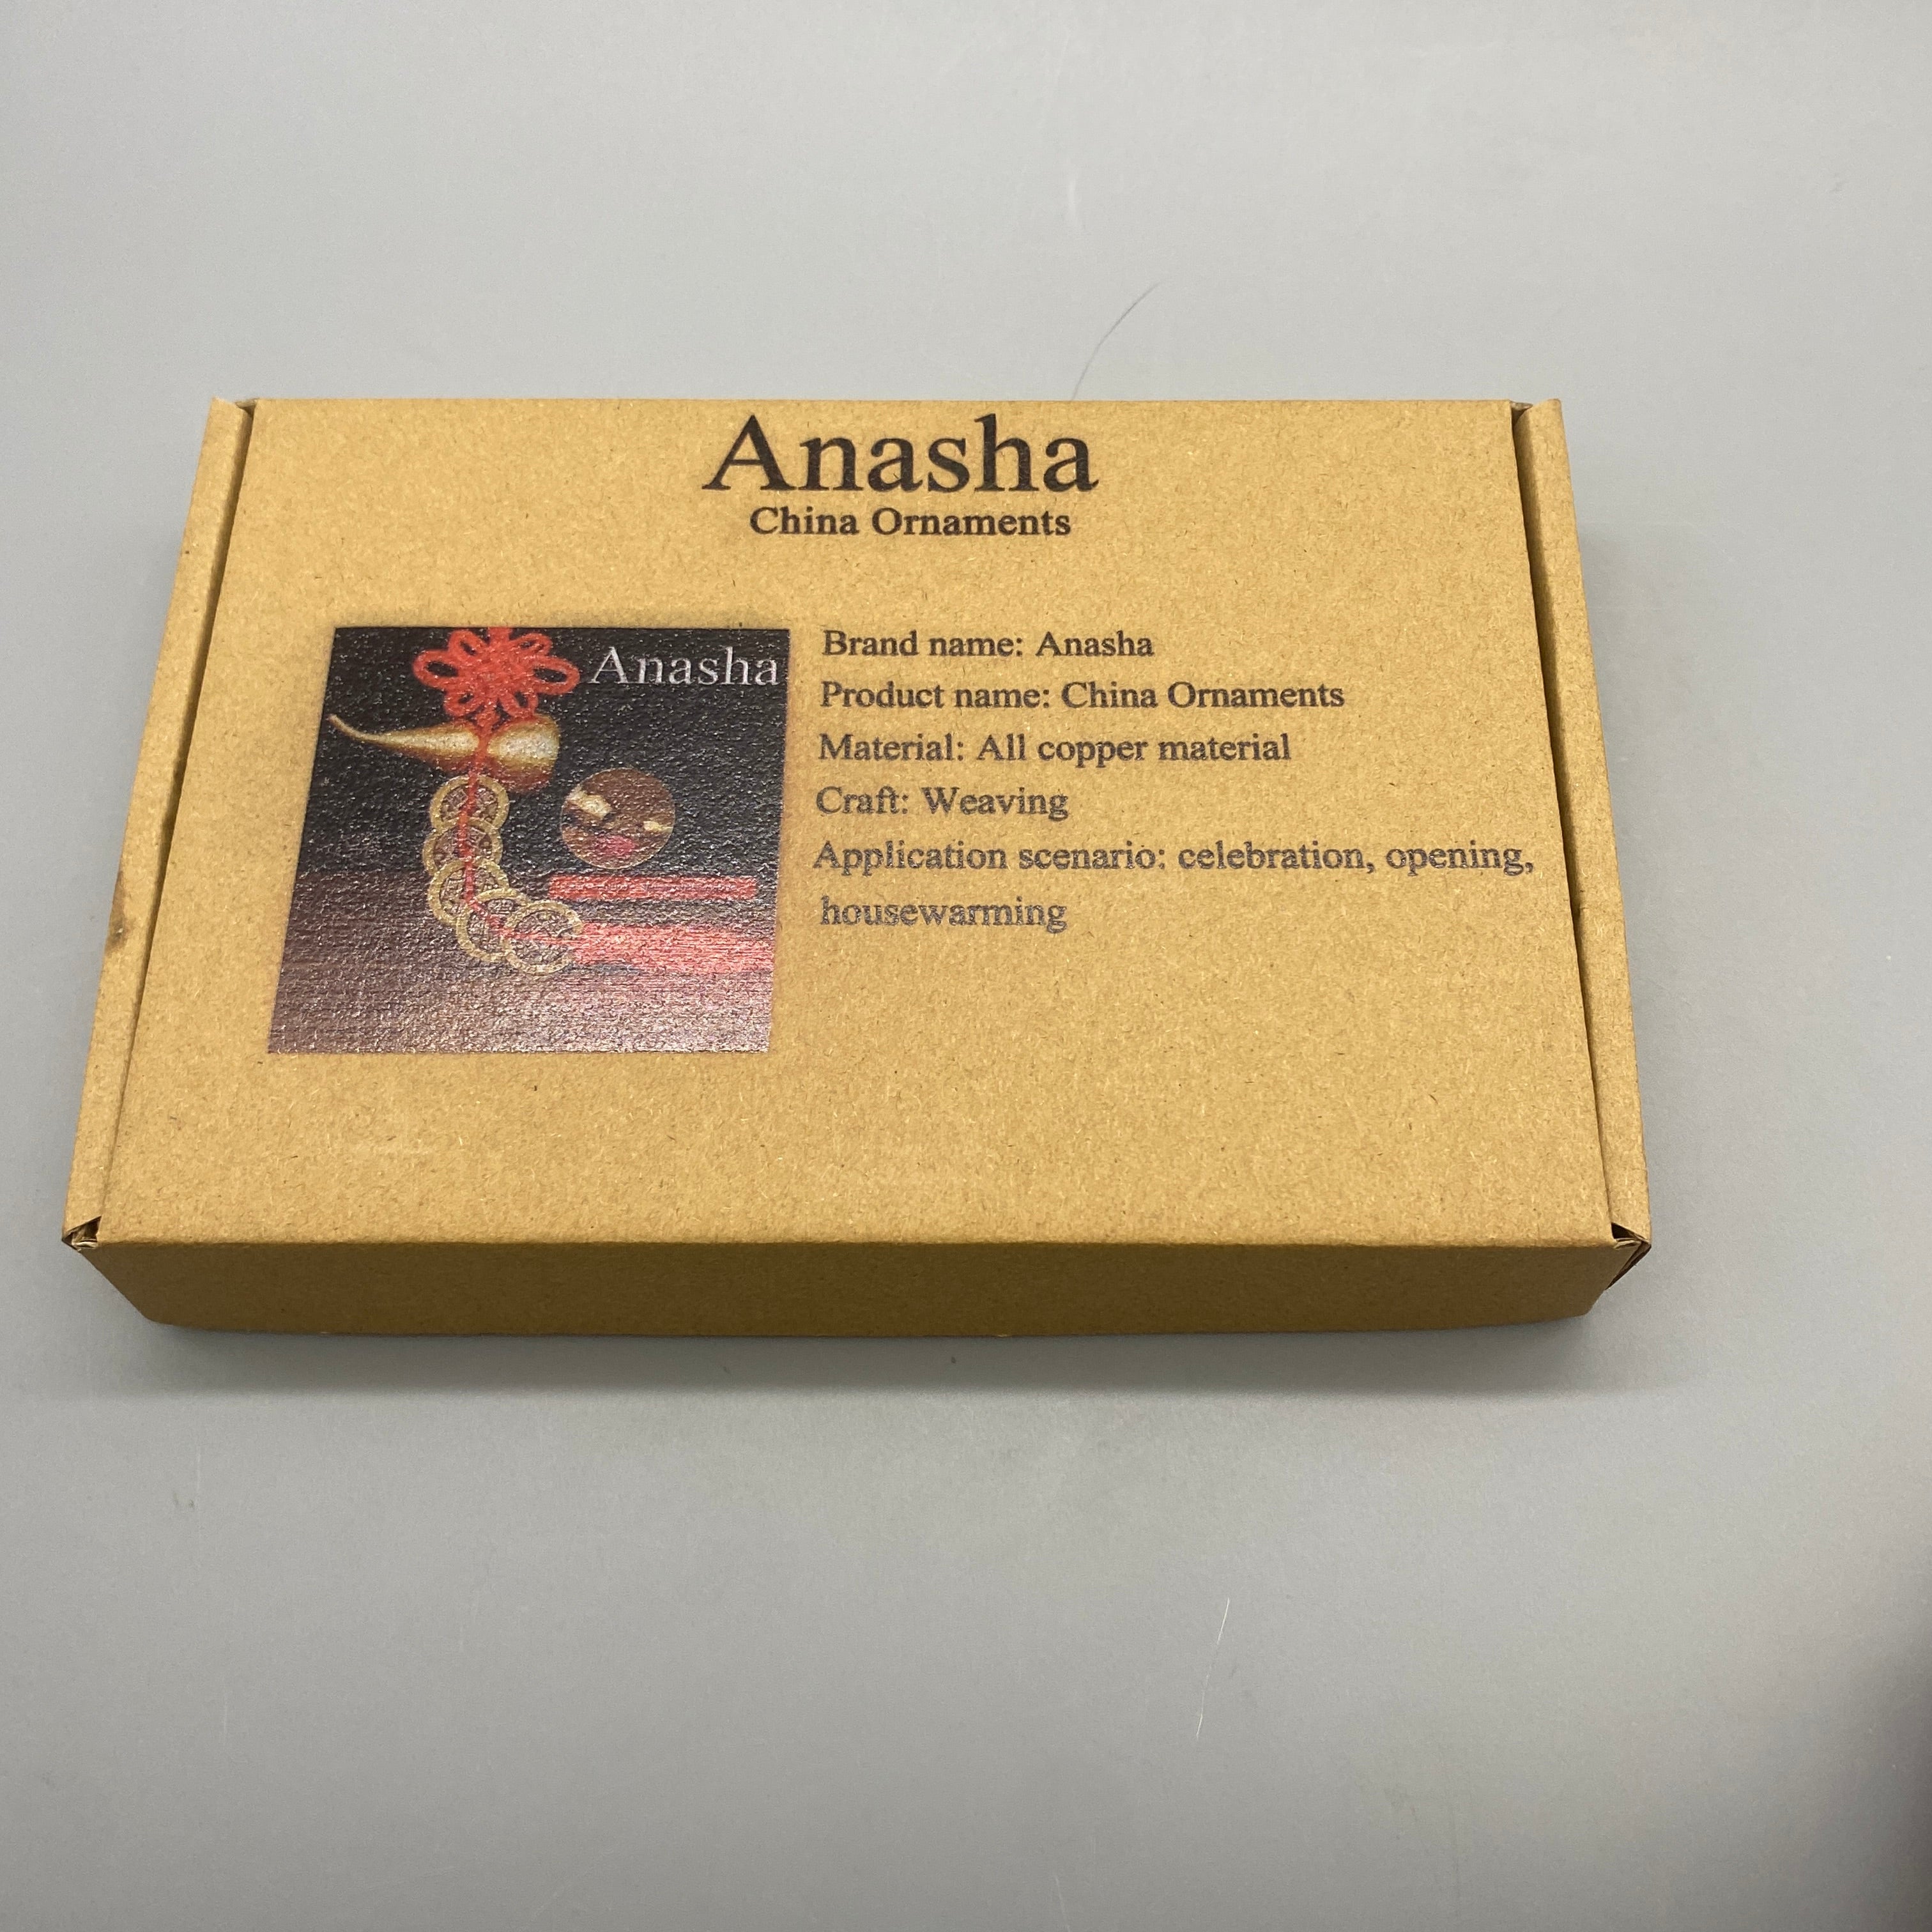 Anasha
China Ornaments
Anasha
Brand name: Anasha
Product name: China Ornaments
Material: All copper material
Craft: Weaving
Application scenario: celebration, opening,
housewarming